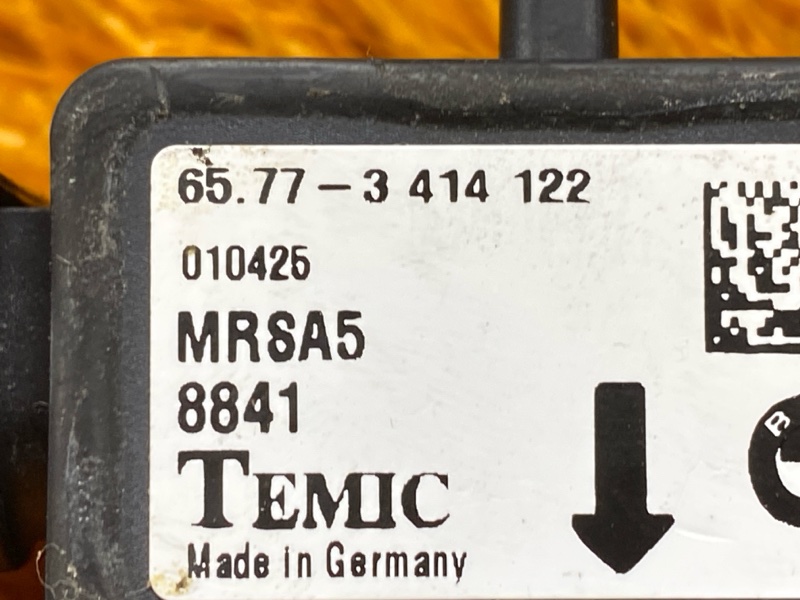 65.77-3 414 122
010425
MRSA5
8841
TEMIC
Made in Germany
B